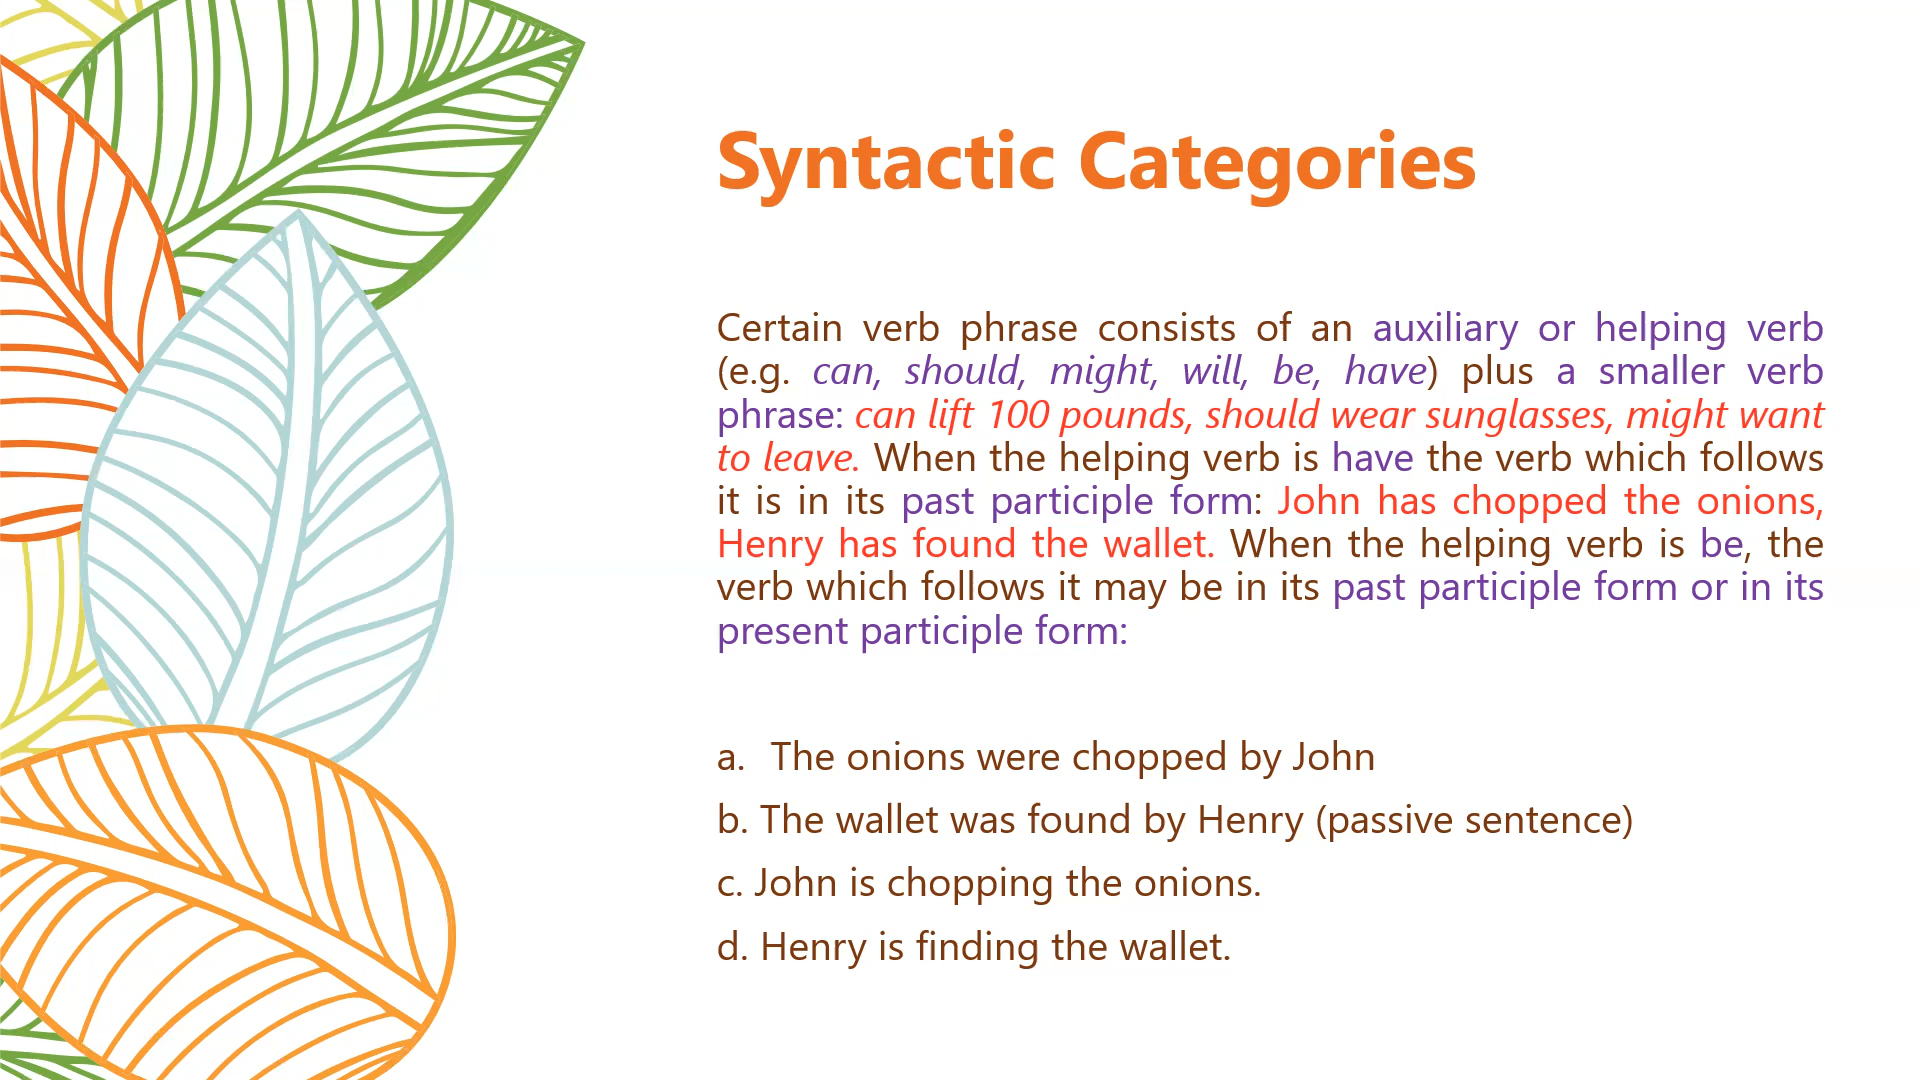 Syntactic Categories
Certain verb phrase consists of an auxiliary or helping verb
(e.g. can, should, might, will, be, have) plus a smaller verb
phrase: can lift 100 pounds, should wear sunglasses, might want
to leave. When the helping verb is have the verb which follows
it is in its past participle form: John has chopped the onions,
Henry has found the wallet. When the helping verb is be, the
verb which follows it may be in its past participle form or in its
present participle form:
a. The onions were chopped by John
b. The wallet was found by Henry (passive sentence)
c. John is chopping the onions.
d. Henry is finding the wallet.